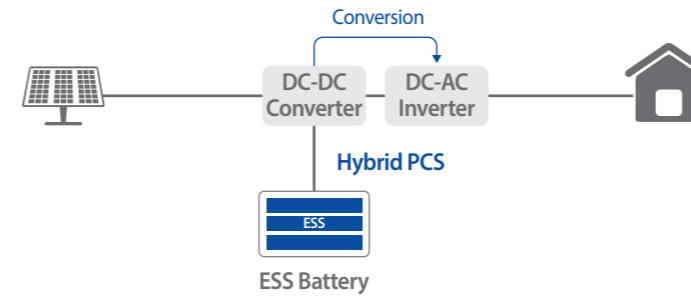 Conversion
DC-DC
Converter
DC-AC
Inverter
Hybrid PCS
ESS
ESS Battery